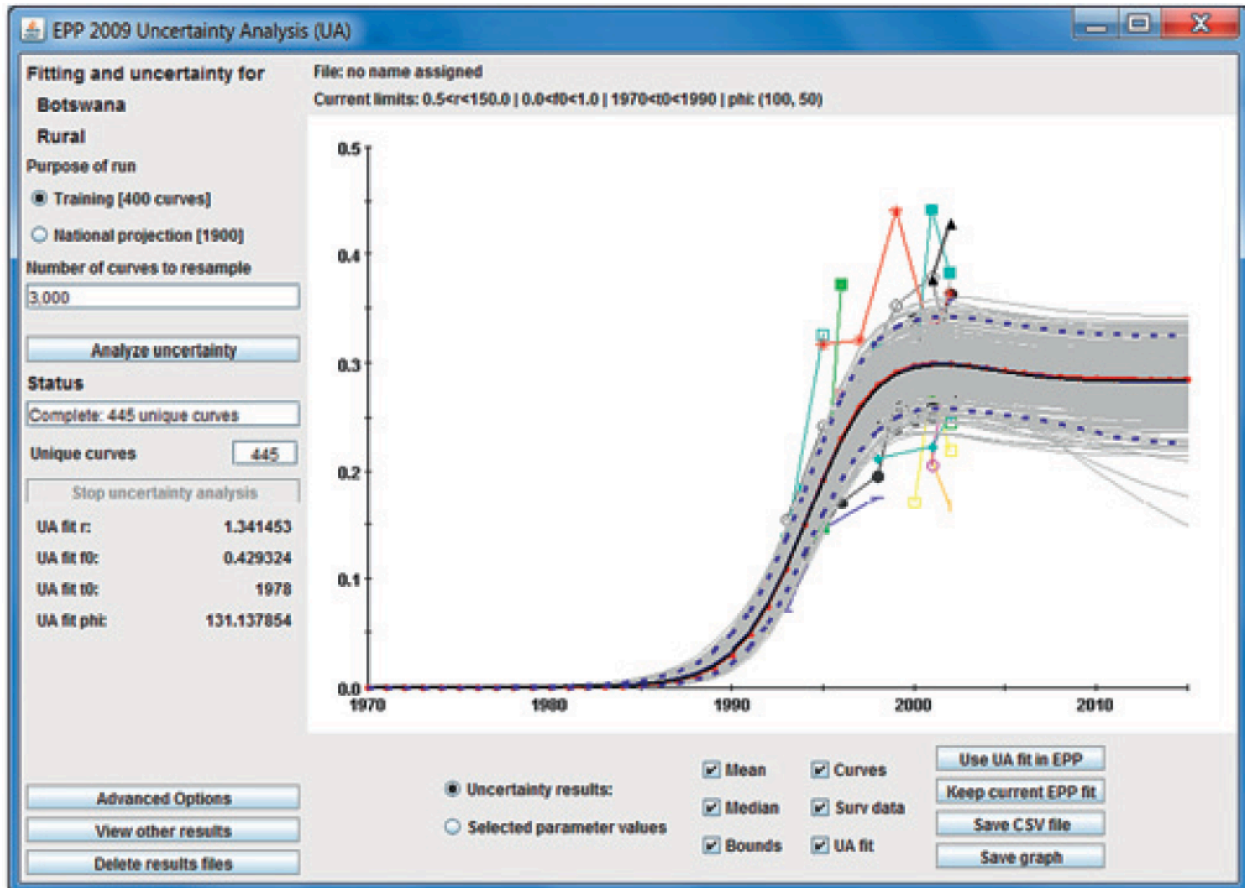 EPP 2009 Uncertainty Analysis (UA)
Fitting and uncertainty for
Botswana
Rural
Purpose of run
Training [400 curves]
National projection [1900]
Number of curves to resample
3,000
Analyze uncertainty
Status
Complete: 445 unique curves
Unique curves 445
Stop uncertainty analysis
UA fit r: 1.341453
UA fit f0: 0.429324
UA fit t0: 1978
UA fit phi: 131.137854
Advanced Options
View other results
Delete results files
File: no name assigned
Current limits: 0.5<r<150.0 | 0.0<f0<1.0 | 1970<t0<1990 | phi: (100, 50)
0.5
0.4
0.3
0.2
0.1
0.0
1970 1980 1990 2000 2010
Uncertainty results:
Selected parameter values
Mean
Median
Bounds
Curves
Surv data
UA fit
Use UA fit in EPP
Keep current EPP fit
Save CSV file
Save graph